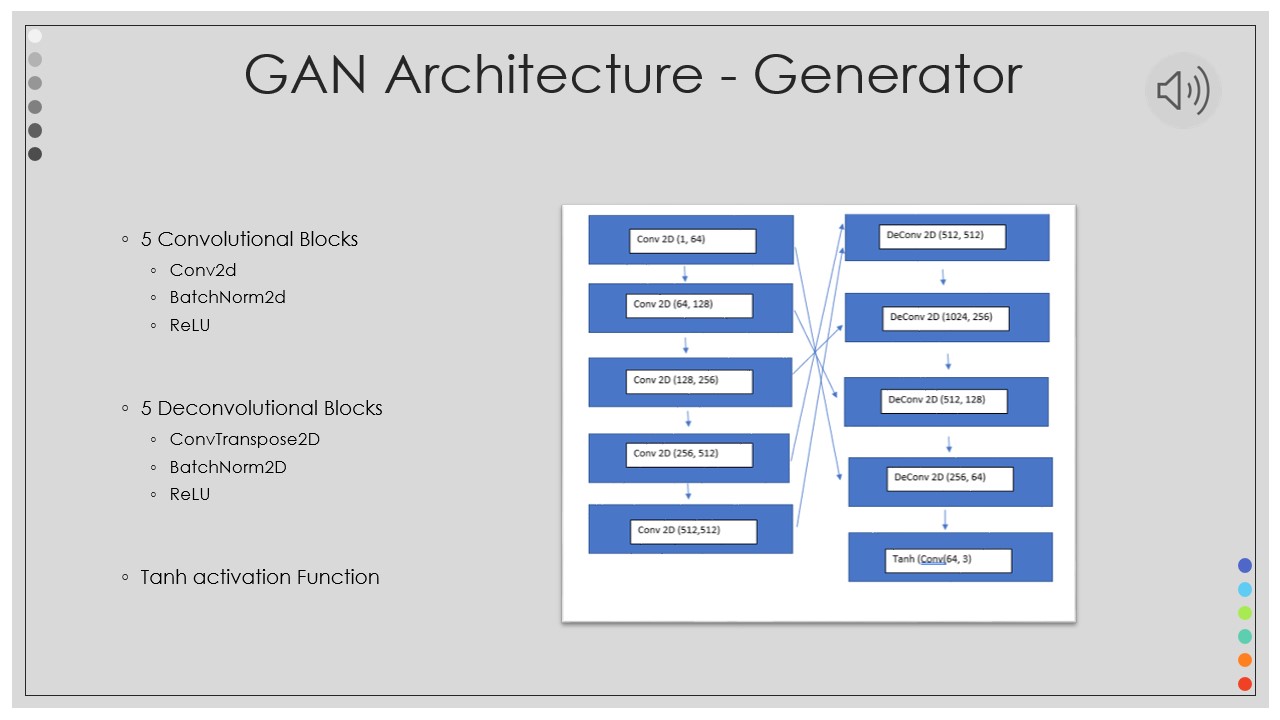 GAN Architecture - Generator
5 Convolutional Blocks
Conv2d
BatchNorm2d
ReLU
5 Deconvolutional Blocks
ConvTranspose2D
BatchNorm2D
ReLU
Tanh activation Function
Conv 2D (1, 64)
Conv 2D (64, 128)
Conv 2D (128, 256)
Conv 2D (256, 512)
Conv 2D (512,512)
DeConv 2D (512, 512)
DeConv 2D (1024, 256)
DeConv 2D (512, 128)
DeConv 2D (256, 64)
Tanh (Conv(64, 3)